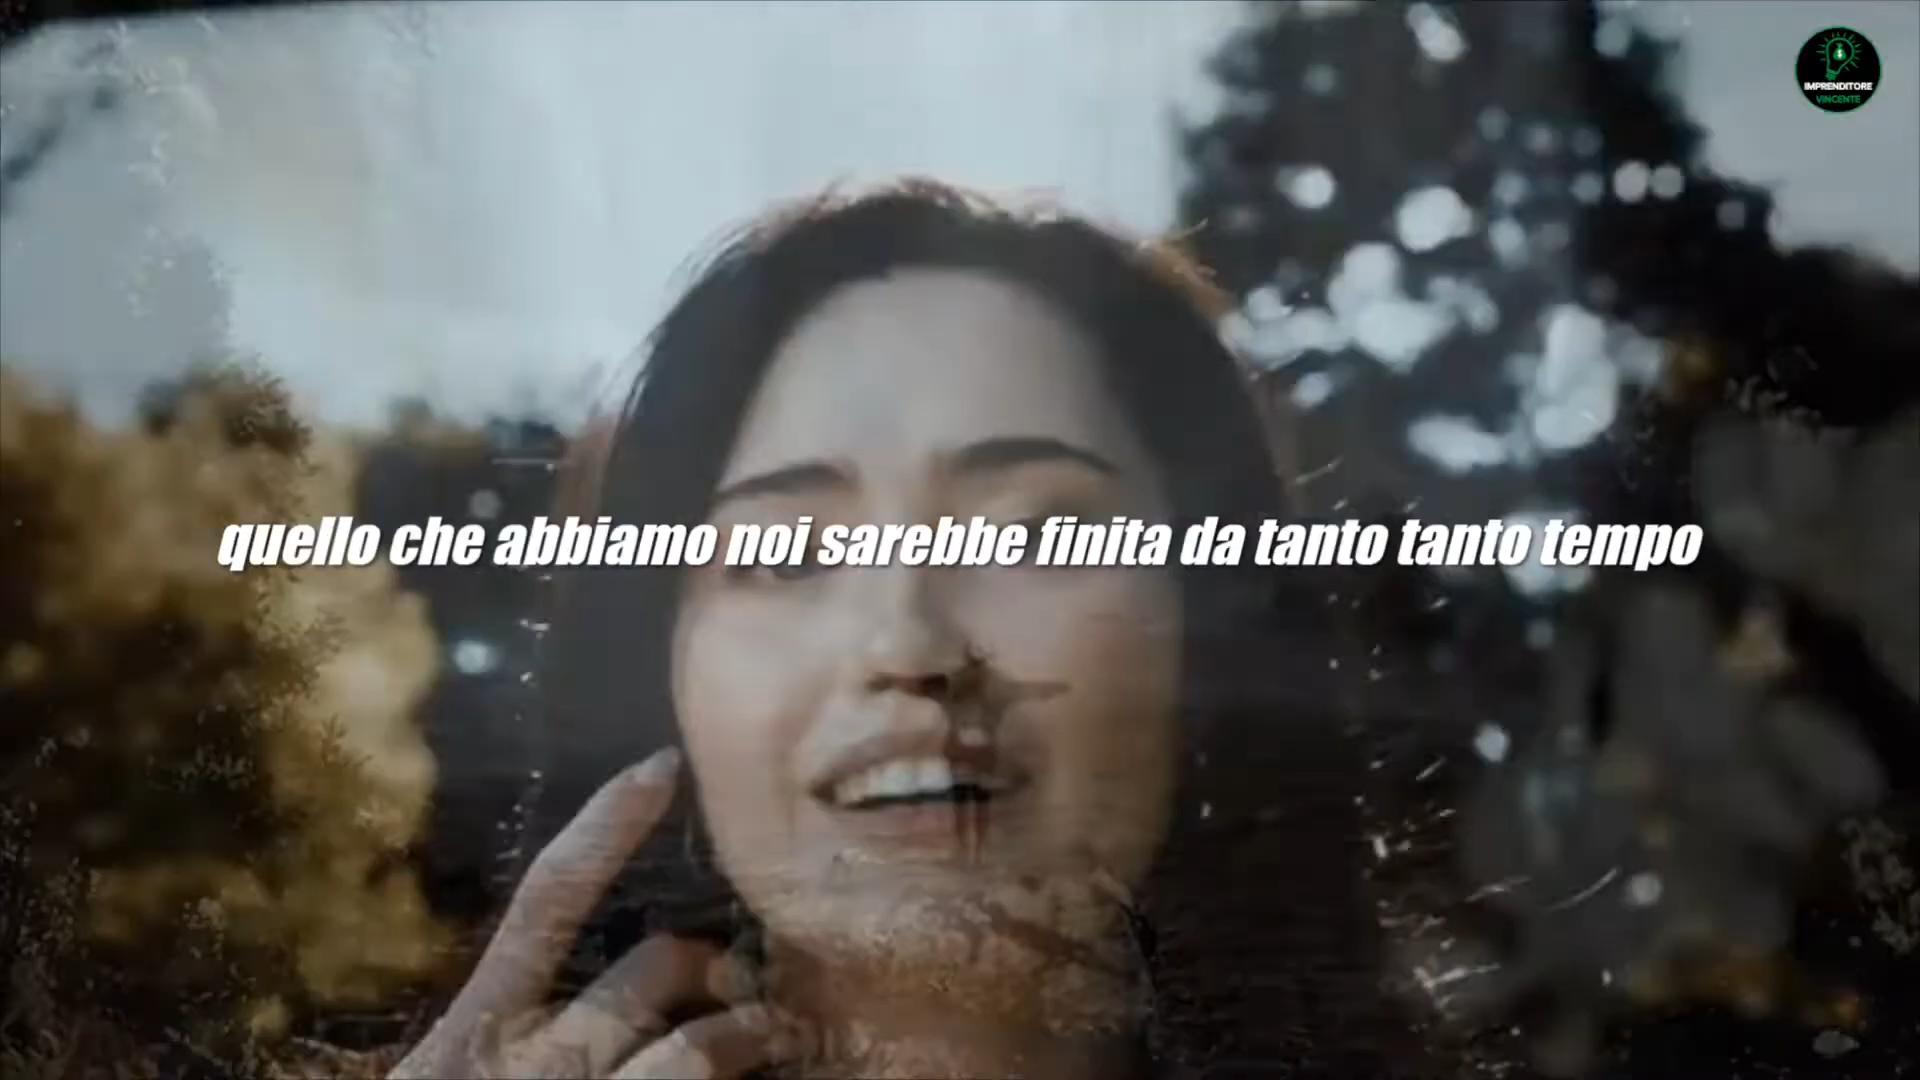 IMPRENDITORE
VINCENTE
quello che abbiamo noi sarebbe finita da tanto tanto tempo